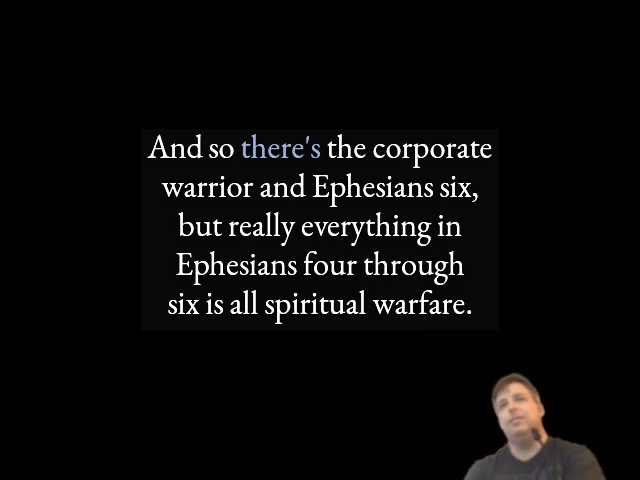 And so there's the corporate
warrior and Ephesians six,
but really everything in
Ephesians four through
six is all spiritual warfare.